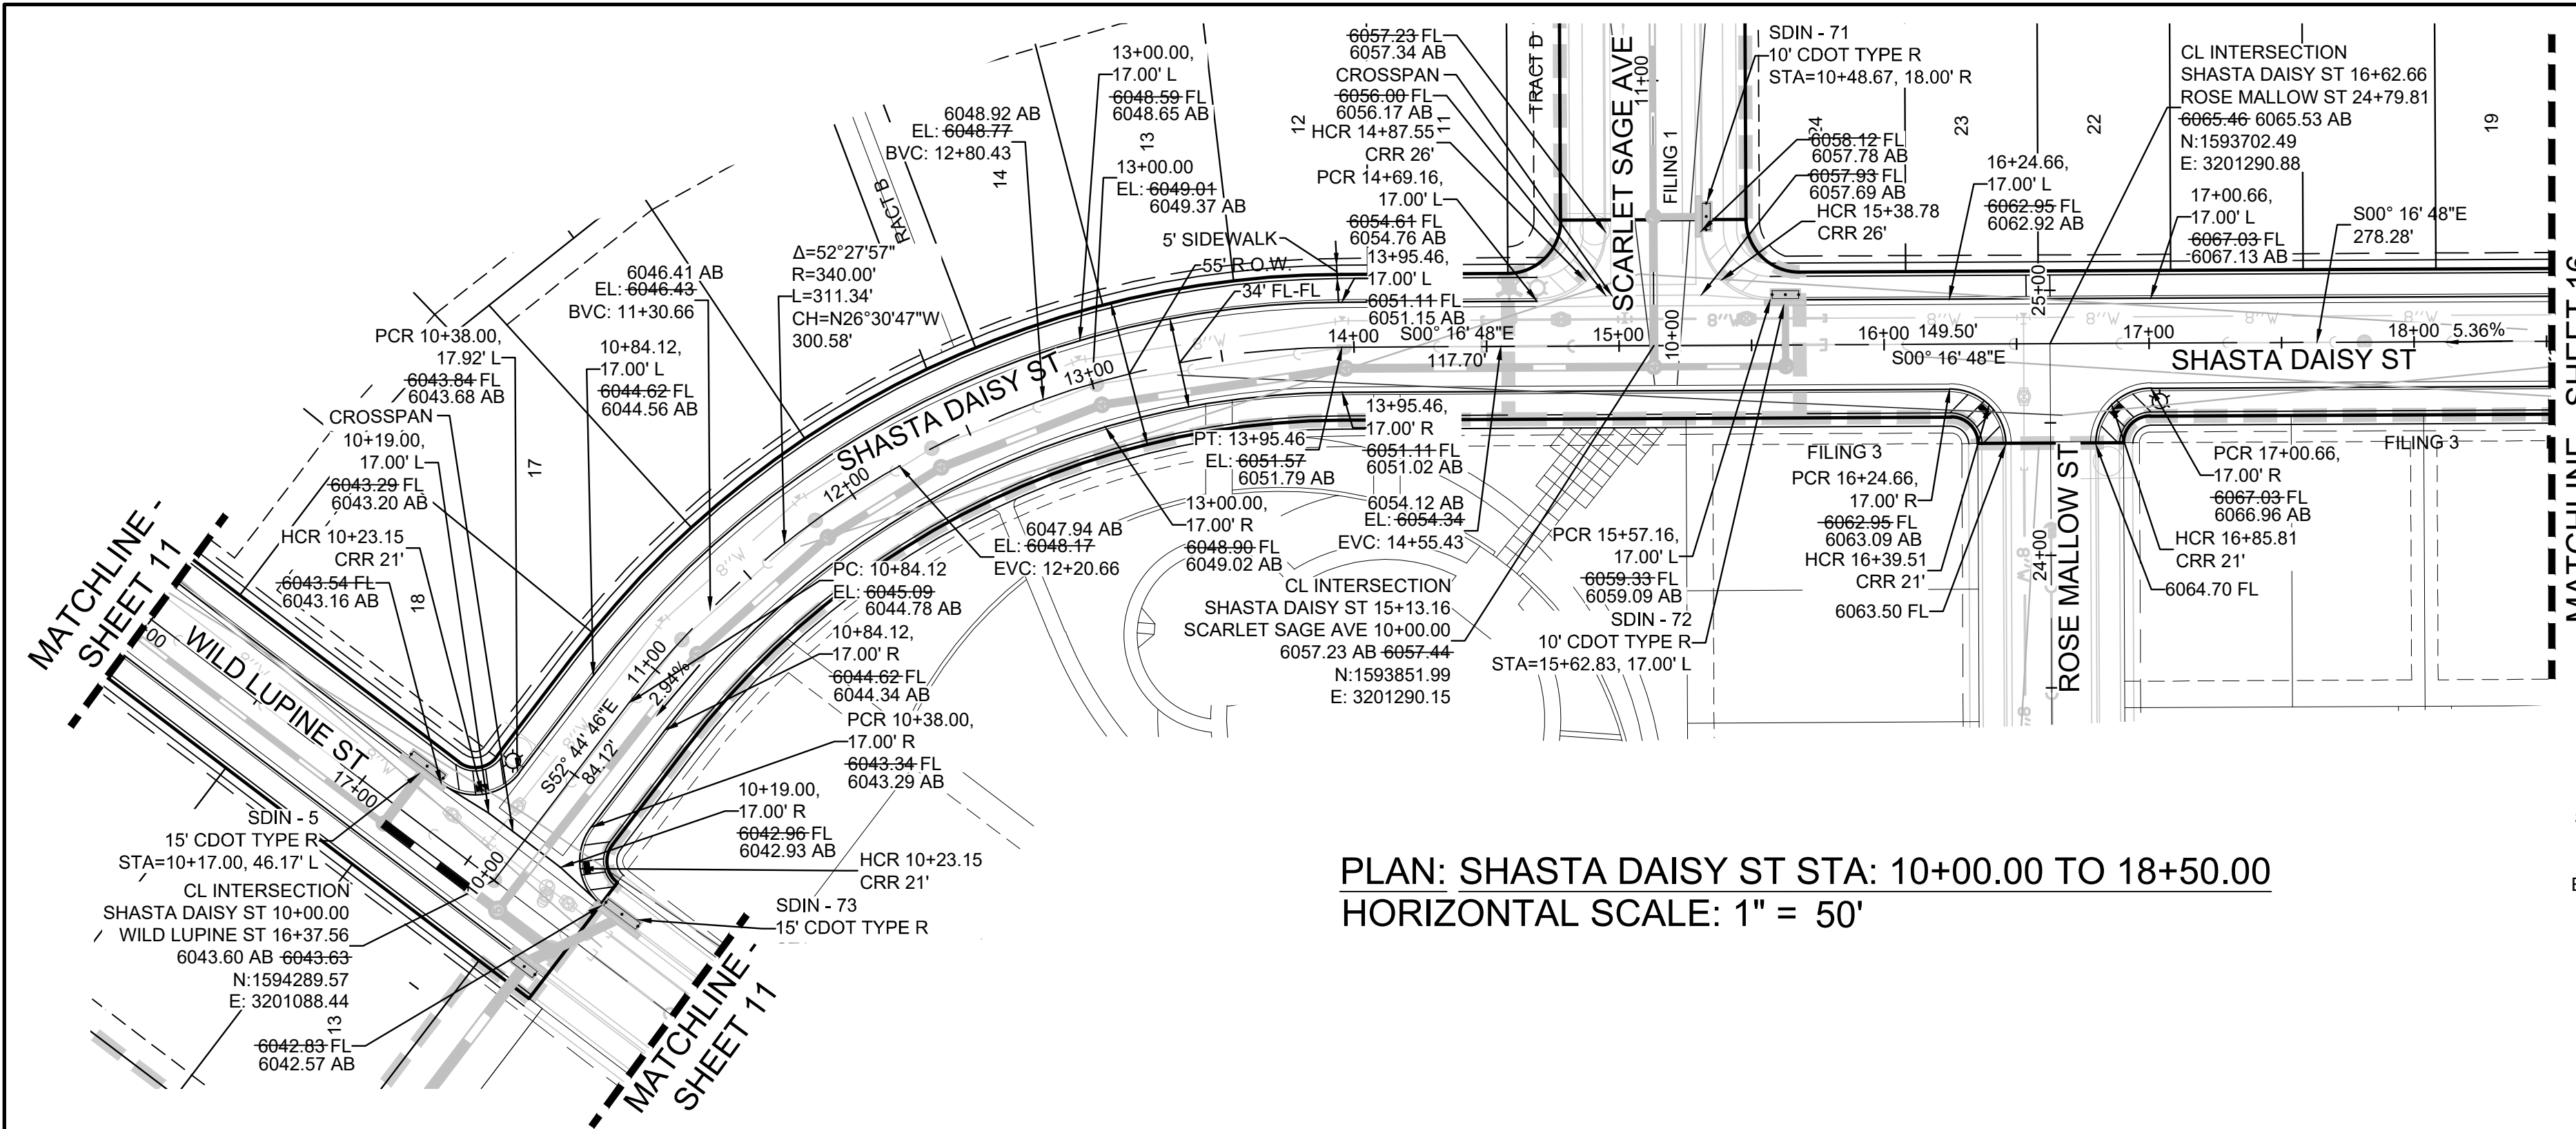 13+00.00,
17.00' L
6048.59 FL
6048.65 AB
6048.92 AB
EL: 6048.77
BVC: 12+80.43
14
13
13+00.00
EL: 6049.01
6049.37 AB
RACT B
Δ=52°27'57"
R=340.00'
L=311.34'
CH=N26°30'47"W
300.58'
5' SIDEWALK
55' R.O.W.
34' FL-FL
6046.41 AB
EL: 6046.43
BVC: 11+30.66
PCR 10+38.00,
17.92' L
6043.84 FL
6043.68 AB
10+84.12,
17.00' L
6044.62 FL
6044.56 AB
CROSSPAN
10+19.00,
17.00' L
6043.29 FL
6043.20 AB
17
HCR 10+23.15
CRR 21'
6043.54 FL
6043.16 AB
18
MATCHLINE -
SHEET 11
00
WILD LUPINE ST
8"W
8"W
17+00
SDIN - 5
15' CDOT TYPE R
STA=10+17.00, 46.17' L
CL INTERSECTION
SHASTA DAISY ST 10+00.00
WILD LUPINE ST 16+37.56
6043.60 AB 6043.63
N:1594289.57
E: 3201088.44
13
6042.83 FL
6042.57 AB
10+00
S52° 44' 46"E
84.12'
8"W
11+00
2.94%
8"W
12+00
SHASTA DAISY ST
13+00
8"W
PC: 10+84.12
EL: 6045.09
6044.78 AB
10+84.12,
17.00' R
6044.62 FL
6044.34 AB
PCR 10+38.00,
17.00' R
6043.34 FL
6043.29 AB
10+19.00,
17.00' R
6042.96 FL
6042.93 AB
HCR 10+23.15
CRR 21'
SDIN - 73
15' CDOT TYPE R
MATCHLINE -
SHEET 11
6047.94 AB
EL: 6048.17
EVC: 12+20.66
PT: 13+95.46
EL: 6051.57
6051.79 AB
13+00.00,
17.00' R
6048.90 FL
6049.02 AB
6057.23 FL
6057.34 AB
CROSSPAN
6056.00 FL
6056.17 AB
12
11
HCR 14+87.55
CRR 26'
PCR 14+69.16,
17.00' L
6054.61 FL
6054.76 AB
13+95.46,
17.00' L
6051.11 FL
6051.15 AB
14+00
S00° 16' 48"E
117.70'
13+95.46,
17.00' R
6051.11 FL
6051.02 AB
6054.12 AB
EL: 6054.34
EVC: 14+55.43
CL INTERSECTION
SHASTA DAISY ST 15+13.16
SCARLET SAGE AVE 10+00.00
6057.23 AB 6057.44
N:1593851.99
E: 3201290.15
TRACT D
SCARLET SAGE AVE
11+00
FILING 1
15+00
10+00
8"W
SDIN - 71
10' CDOT TYPE R
STA=10+48.67, 18.00' R
24
6058.12 FL
6057.78 AB
6057.93 FL
6057.69 AB
HCR 15+38.78
CRR 26'
23
22
19
16+24.66,
17.00' L
6062.95 FL
6062.92 AB
CL INTERSECTION
SHASTA DAISY ST 16+62.66
ROSE MALLOW ST 24+79.81
6065.46 6065.53 AB
N:1593702.49
E: 3201290.88
17+00.66,
17.00' L
6067.03 FL
6067.13 AB
S00° 16' 48"E
278.28'
25+00
8"W
8"W
8"W
8"W
16+00
149.50'
S00° 16' 48"E
17+00
18+00
5.36%
SHASTA DAISY ST
PCR 15+57.16,
17.00' L
6059.33 FL
6059.09 AB
SDIN - 72
10' CDOT TYPE R
STA=15+62.83, 17.00' L
FILING 3
PCR 16+24.66,
17.00' R
6062.95 FL
6063.09 AB
HCR 16+39.51
CRR 21'
6063.50 FL
ROSE MALLOW ST
24+00
8"W
8"W
FILING 3
PCR 17+00.66,
17.00' R
6067.03 FL
6066.96 AB
HCR 16+85.81
CRR 21'
6064.70 FL
MATCHLINE - SHEET 16
PLAN: SHASTA DAISY ST STA: 10+00.00 TO 18+50.00
HORIZONTAL SCALE: 1" = 50'